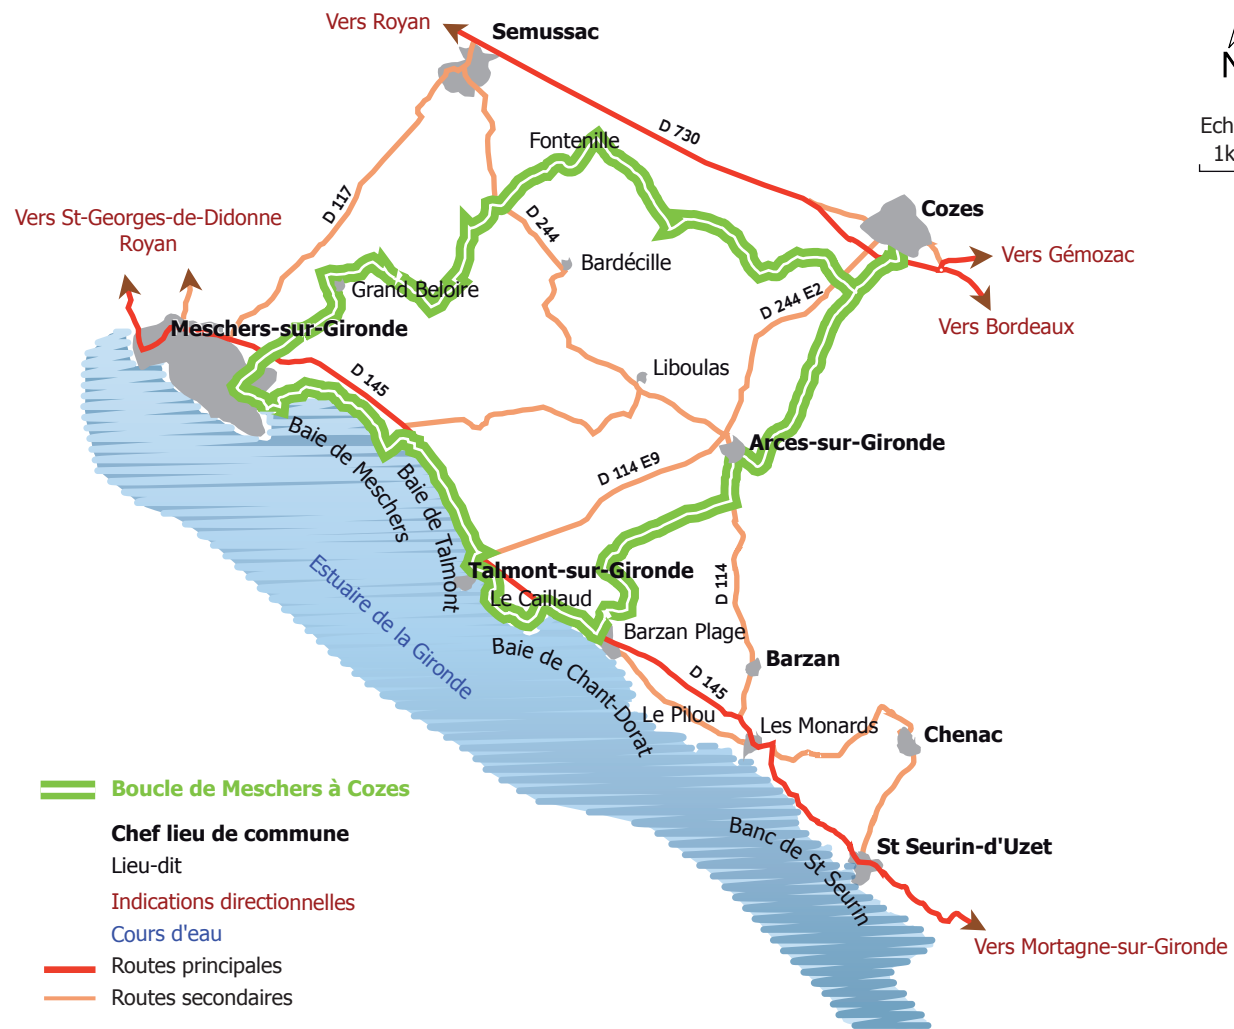 Vers Royan
Semussac
D 730
Fontenille
D 117
Cozes
Vers St-Georges-de-Didonne
Royan
D 244
Bardécille
Vers Gémozac
Grand Beloire
D 244 E2
Vers Bordeaux
Meschers-sur-Gironde
Liboulas
D 145
Arces-sur-Gironde
Baie de Meschers
Baie de Talmont
D 114 E9
Talmont-sur-Gironde
Le Caillaud
D 114
Estuaire de la Gironde
Barzan Plage
Baie de Chant-Dorat
Barzan
D 145
Le Pilou
Les Monards
Chenac
Banc de St Seurin
St Seurin-d'Uzet
Vers Mortagne-sur-Gironde
Boucle de Meschers à Cozes
Chef lieu de commune
Lieu-dit
Indications directionnelles
Cours d'eau
Routes principales
Routes secondaires